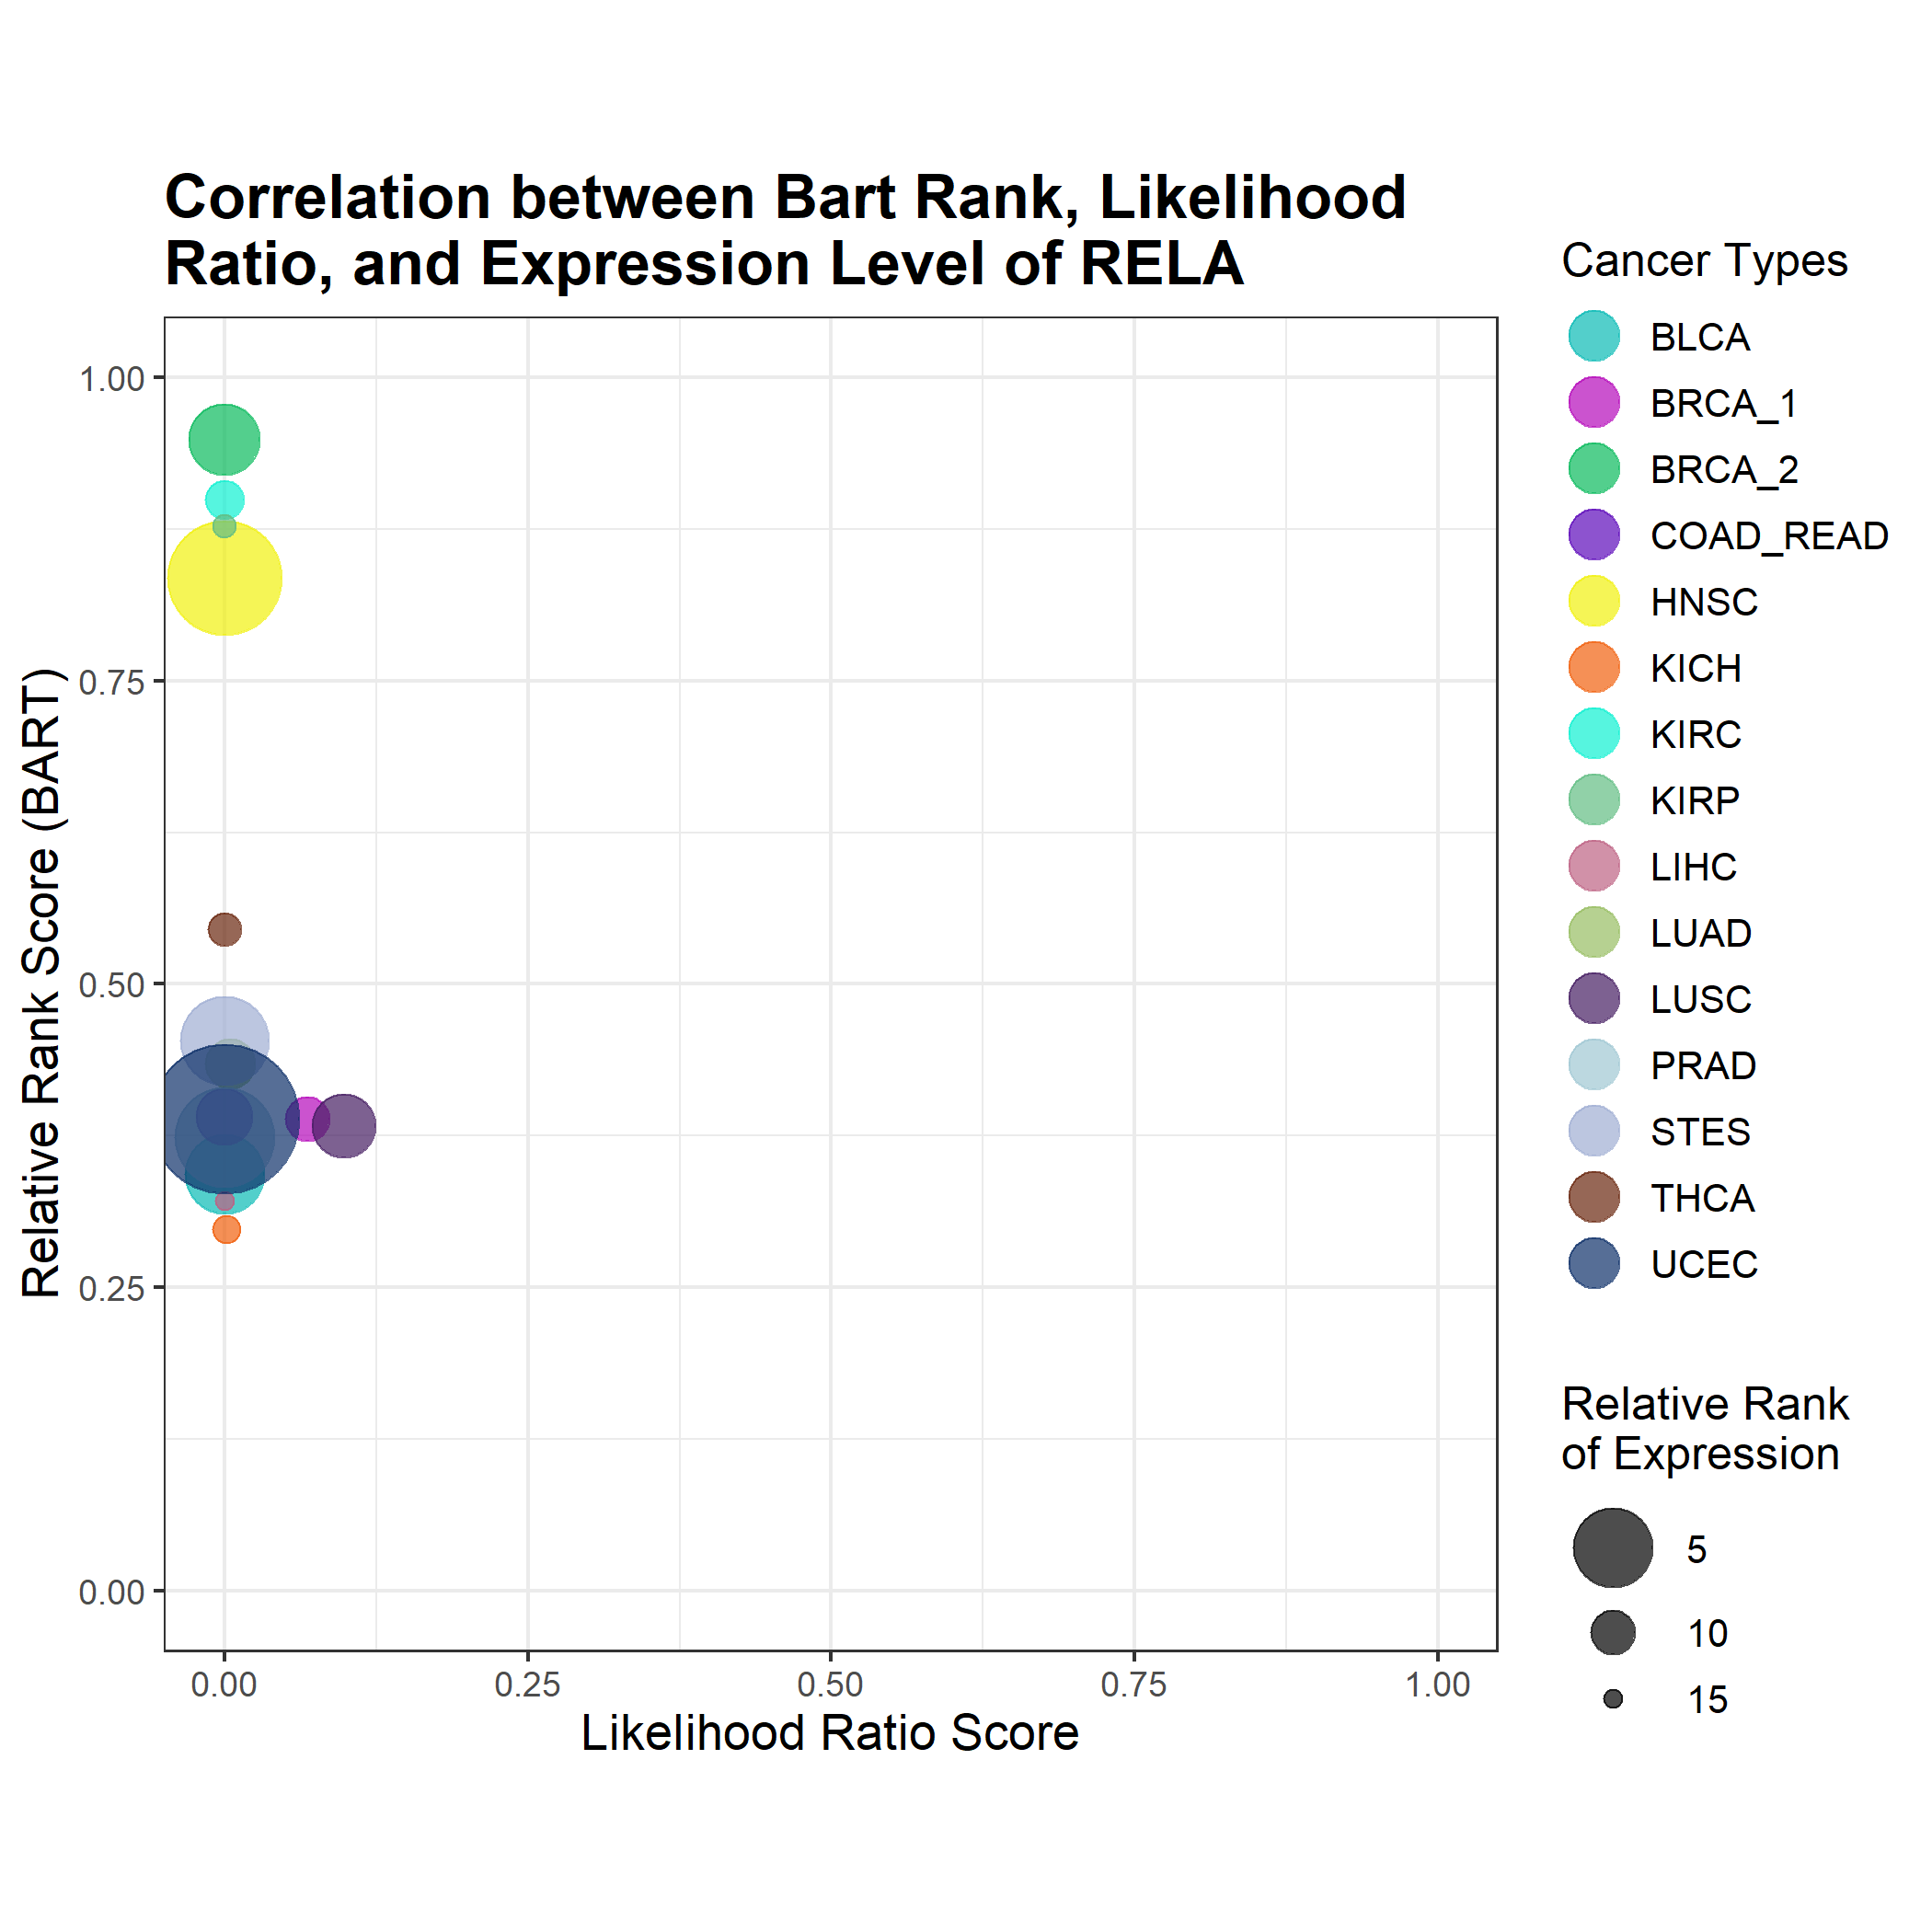 Correlation between Bart Rank, Likelihood
Ratio, and Expression Level of RELA
Relative Rank Score (BART)
1.00
0.75
0.50
0.25
0.00
0.00 0.25 0.50 0.75 1.00
Likelihood Ratio Score
Cancer Types
BLCA
BRCA_1
BRCA_2
COAD_READ
HNSC
KICH
KIRC
KIRP
LIHC
LUAD
LUSC
PRAD
STES
THCA
UCEC
Relative Rank
of Expression
5
10
15